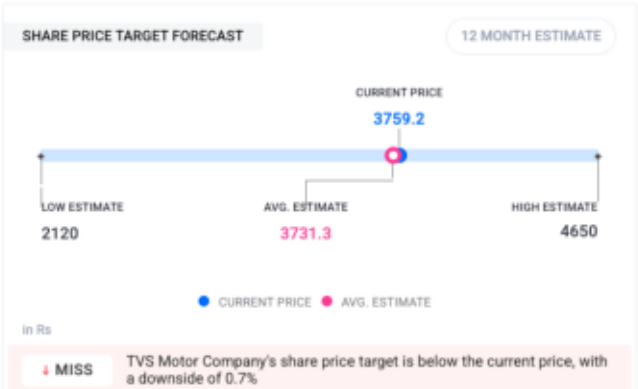 SHARE PRICE TARGET FORECAST
12 MONTH ESTIMATE
CURRENT PRICE
3759.2
LOW ESTIMATE
AVG. ESTIMATE
HIGH ESTIMATE
2120
3731.3
4650
CURRENT PRICE
AVG. ESTIMATE
in Rs
↓ MISS
TVS Motor Company's share price target is below the current price, with
a downside of 0.7%